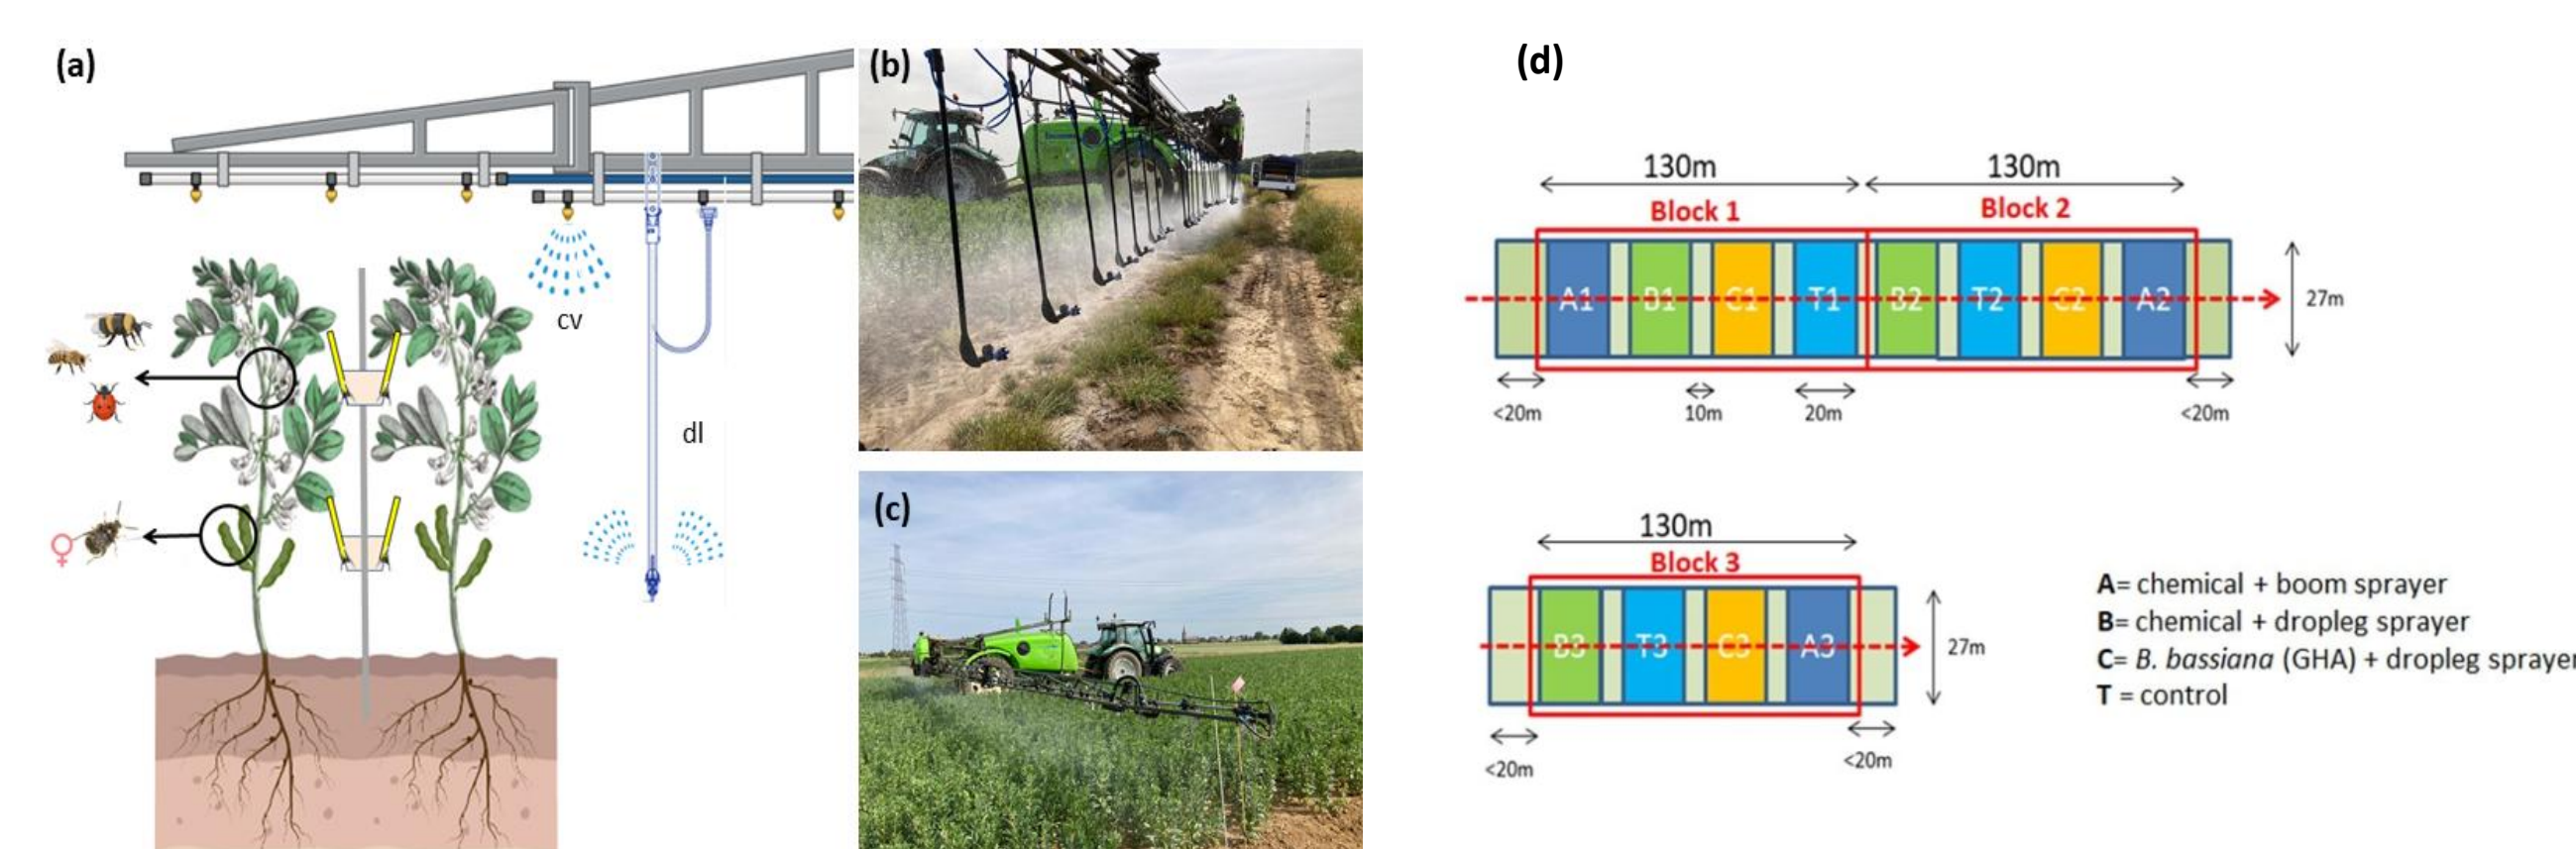 (a)
cv
dl
(b)
(c)
(d)
130m 130m
Block 1 Block 2
A1 B1 C1 T1 B2 T2 C2 A2
27m
<20m 10m 20m <20m
130m
Block 3
B3 T3 C3 A3
27m
<20m <20m
A= chemical + boom sprayer
B= chemical + dropleg sprayer
C= B. bassiana (GHA) + dropleg sprayer
T = control